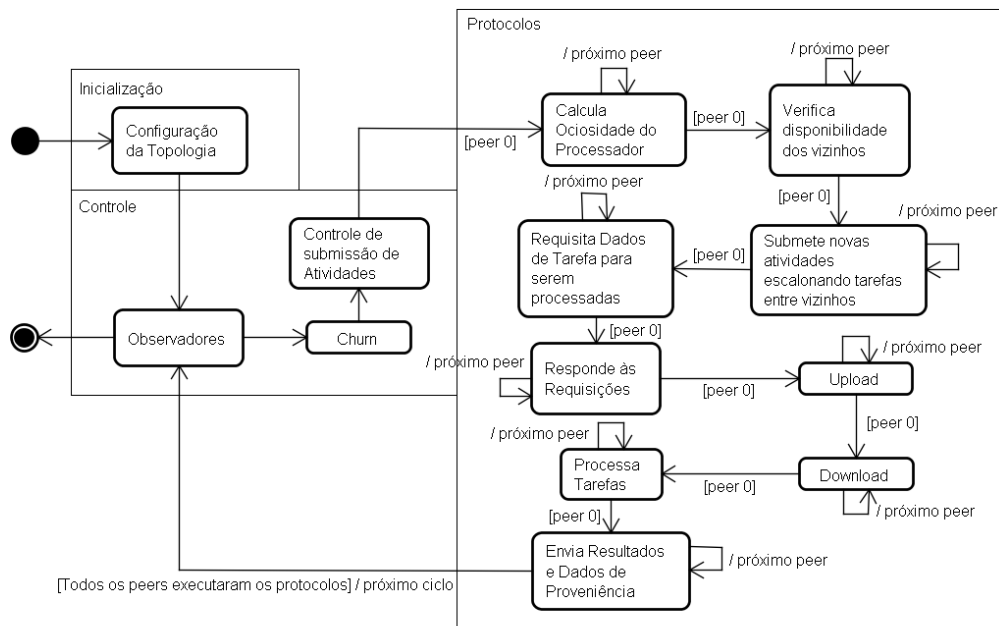 Protocolos
/ próximo peer
/ próximo peer
Inicialização
Configuração
da Topologia
Calcula
Ociosidade do
Processador
[peer 0]
[peer 0]
Verifica
disponibilidade
dos vizinhos
/ próximo peer
[peer 0]
Controle
/ próximo peer
Controle de
submissão de
Atividades
Requisita Dados
de Tarefa para
serem
processadas
[peer 0]
Submete novas
atividades
escalonando tarefas
entre vizinhos
Observadores
Churn
[peer 0]
/ próximo peer
/ próximo peer
Responde às
Requisições
[peer 0]
Upload
[peer 0]
/ próximo peer
Processa
Tarefas
[peer 0]
Download
[peer 0]
/ próximo peer
Envia Resultados
e Dados de
Proveniência
/ próximo peer
[Todos os peers executaram os protocolos] / próximo ciclo